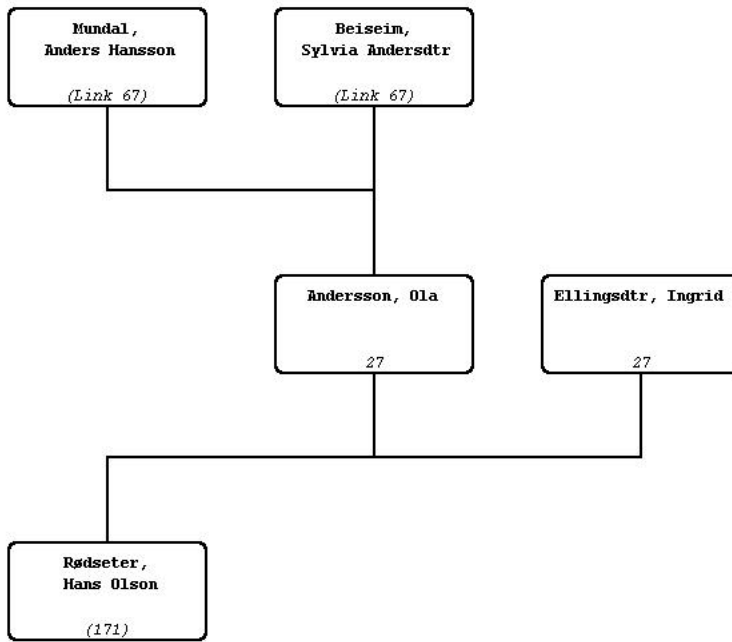 Mundal,
Anders Hansson
(Link 67)
Beiseim,
Sylvia Andersdtr
(Link 67)
Andersson, Ola
27
Ellingsdtr, Ingrid
27
Rødseter,
Hans Olson
(171)